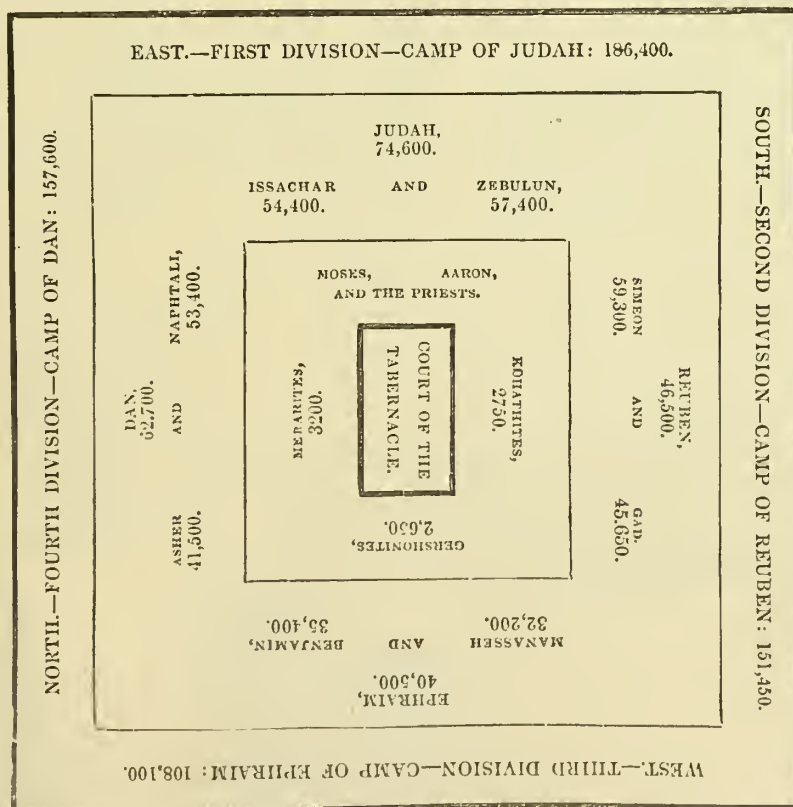 EAST.—FIRST DIVISION—CAMP OF JUDAH: 186,400.
JUDAH,
74,600.
ISSACHAR AND ZEBULUN,
54,400. 57,400.
NORTH.—FOURTH DIVISION—CAMP OF DAN: 157,600.
DAN,
62.700.
NAPHTALI,
53,400.
AND
ASHER
41,500.
MOSES, AARON,
AND THE PRIESTS.
MERARITES,
3200.
COURT OF THE
TABERNACLE.
KOHATHITES,
2750.
GERSHONITES,
2,650.
SIMEON
59,300.
AND
GAD.
45.650.
REUBEN,
46,500.
SOUTH.—SECOND DIVISION—CAMP OF REUBEN: 151,450.
MANASSEH AND BENJAMIN,
32,200. 35,400.
EPHRAIM,
40,500.
WEST.—THIRD DIVISION—CAMP OF EPHRAIM: 108,100.